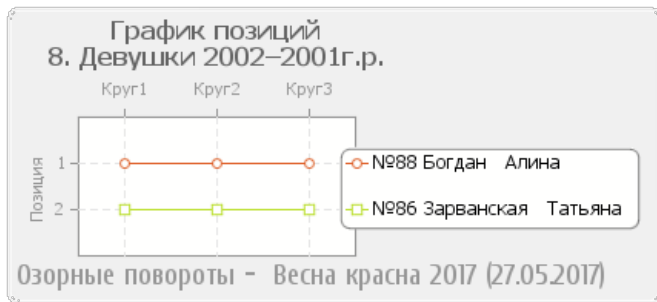 График позиций
8. Девушки 2002–2001г.р.
Круг1 Круг2 Круг3
Позиция
1
2
№88 Богдан Алина
№86 Зарванская Татьяна
Озорные повороты - Весна красна 2017 (27.05.2017)